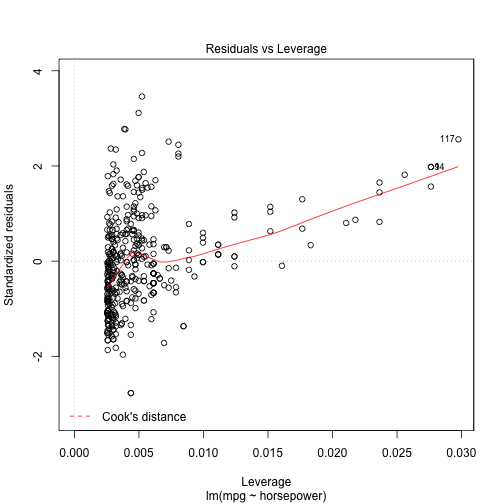 Residuals vs Leverage
Standardized residuals
4
2
0
-2
117
94
Cook's distance
0.000 0.005 0.010 0.015 0.020 0.025 0.030
Leverage
lm(mpg ~ horsepower)